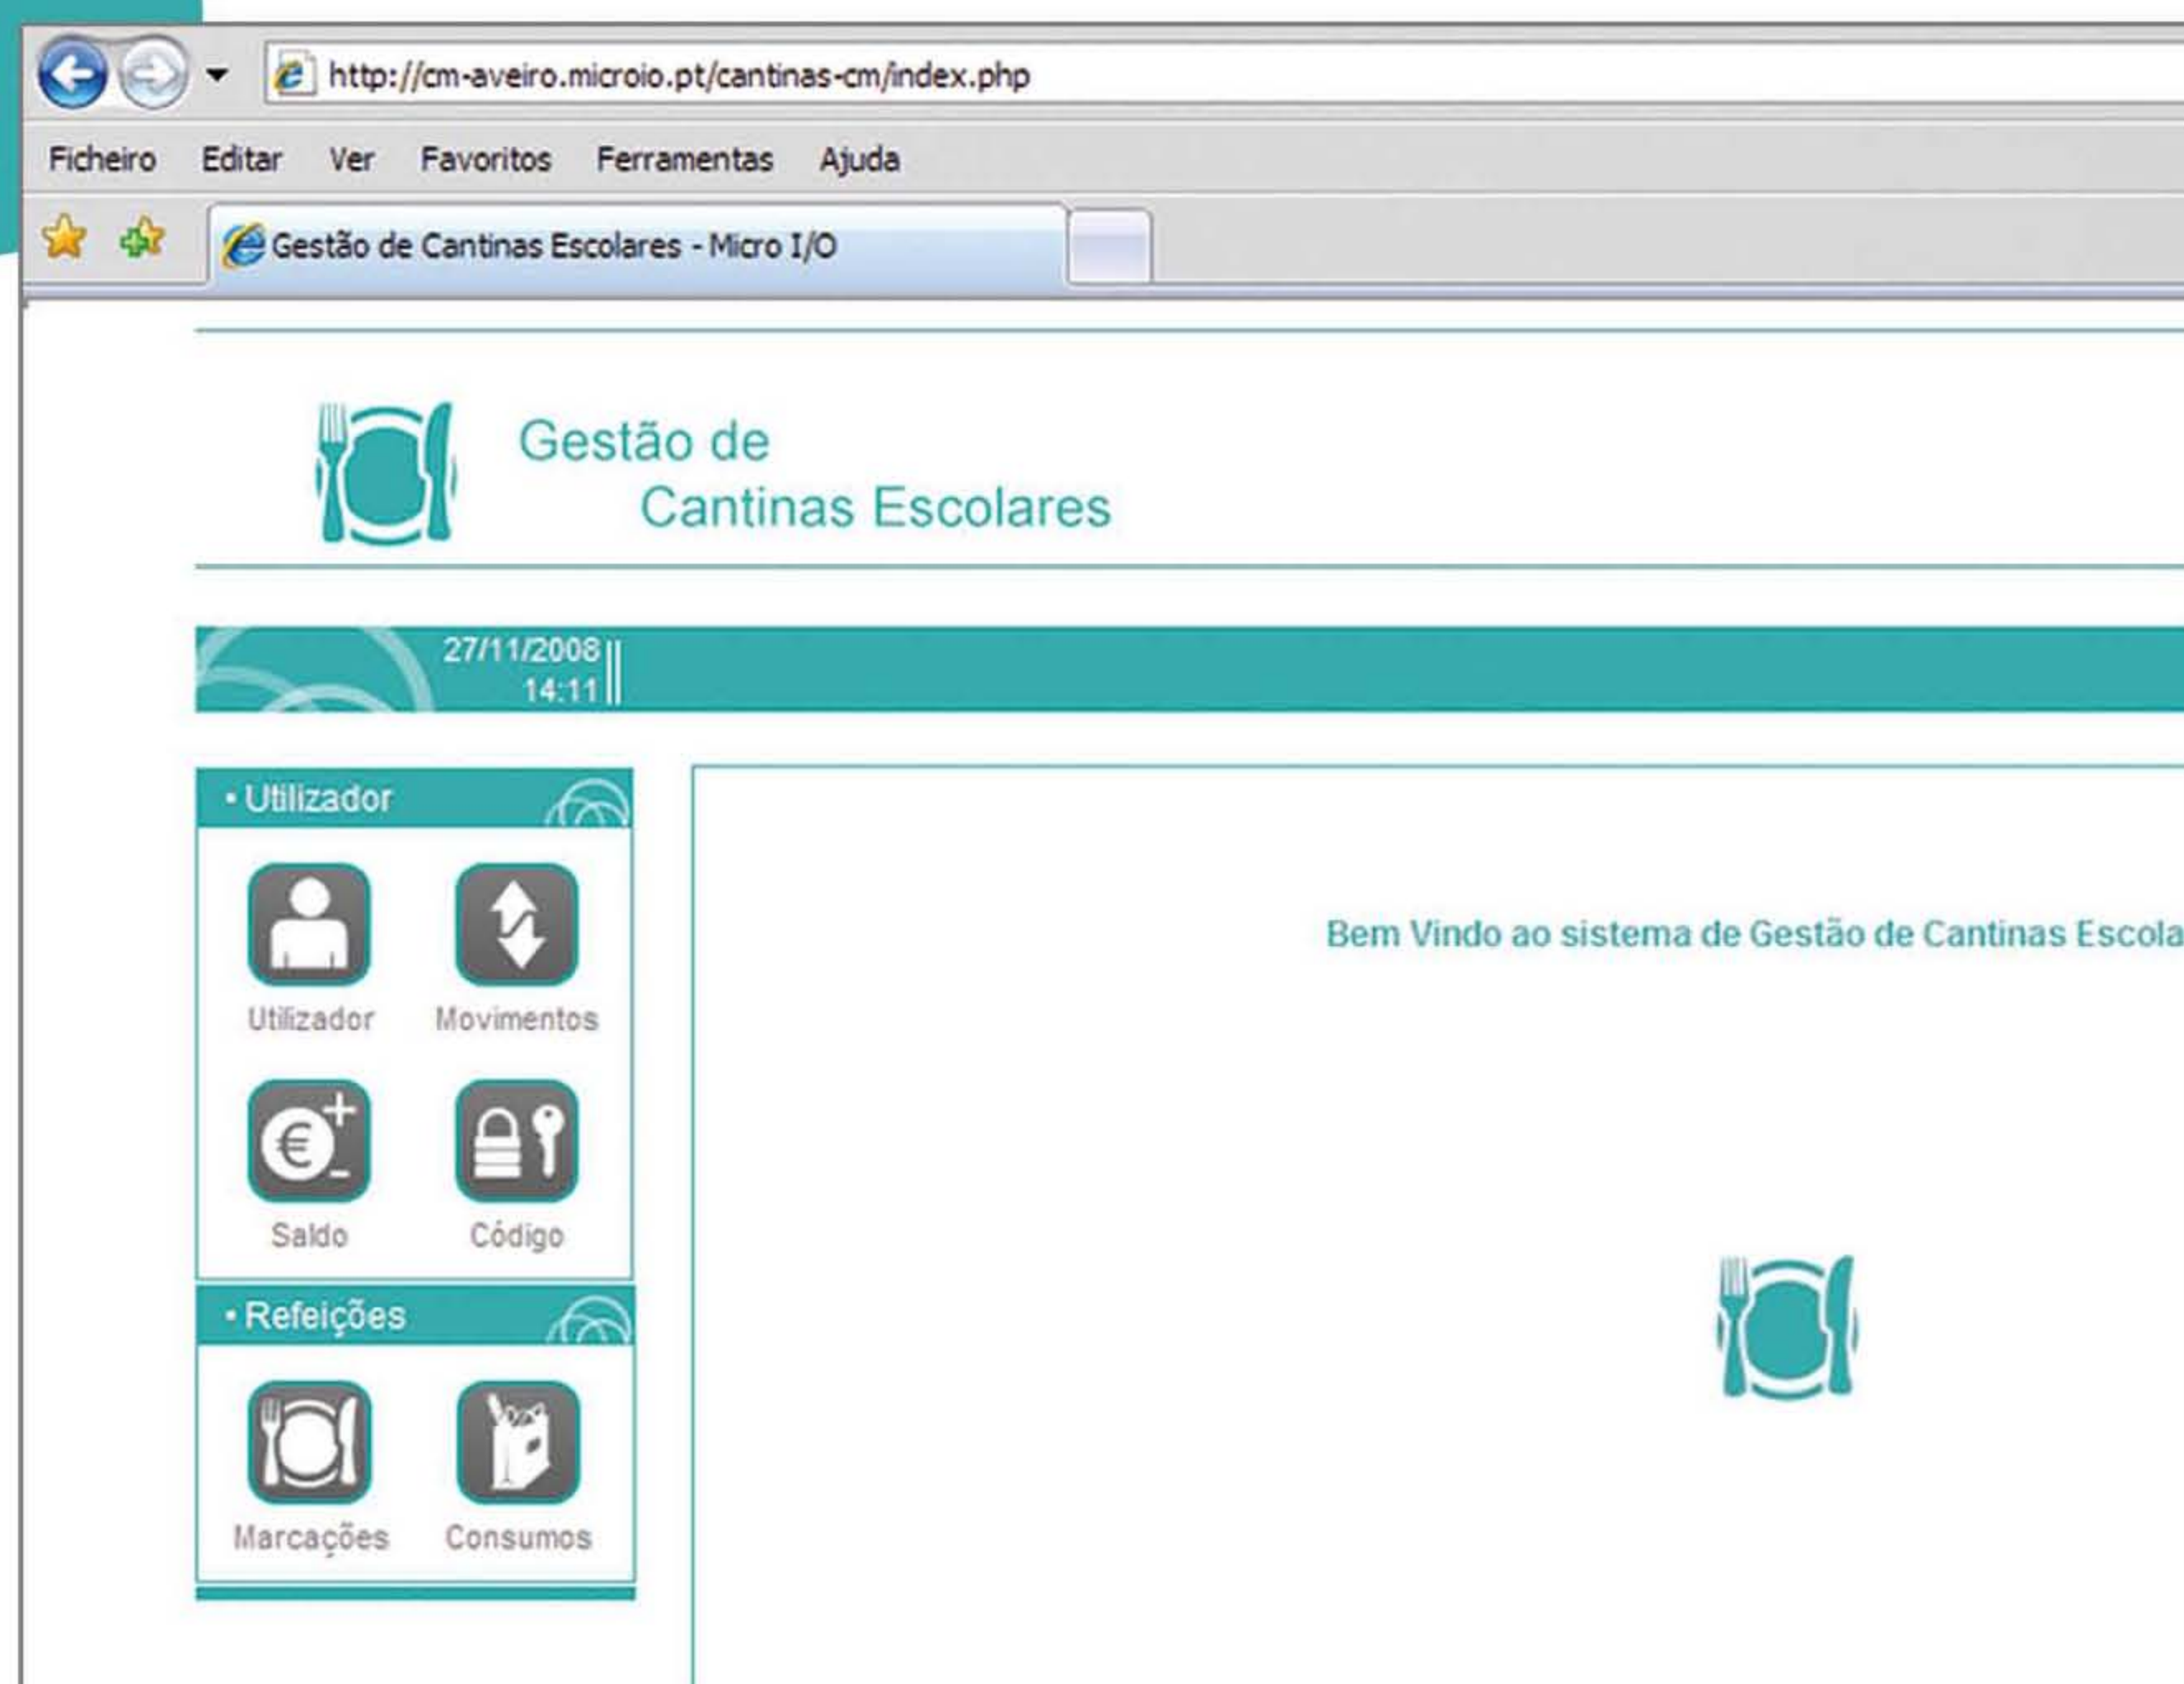 http://cm-aveiro.microio.pt/cantinas-cm/index.php
Ficheiro Editar Ver Favoritos Ferramentas Ajuda
Gestão de Cantinas Escolares - Micro I/O
Gestão de
Cantinas Escolares
27/11/2008
14:11
• Utilizador
Utilizador Movimentos
Saldo Código
• Refeições
Marcações Consumos
Bem Vindo ao sistema de Gestão de Cantinas Escola